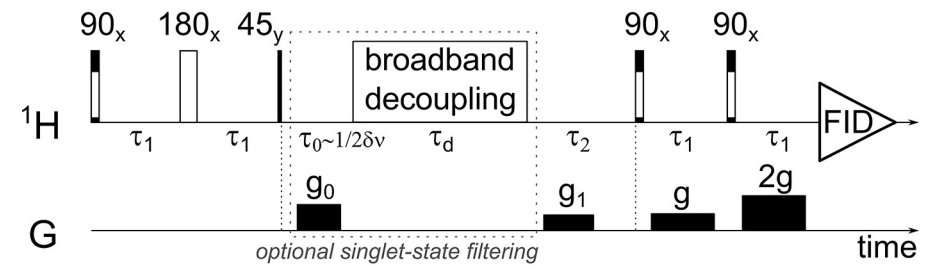 90x 180x 45y 90x 90x
broadband
decoupling
1H FID
τ1 τ1 τ0~1/2δν τd τ2 τ1 τ1
g0 g1 g 2g
G
time
optional singlet-state filtering